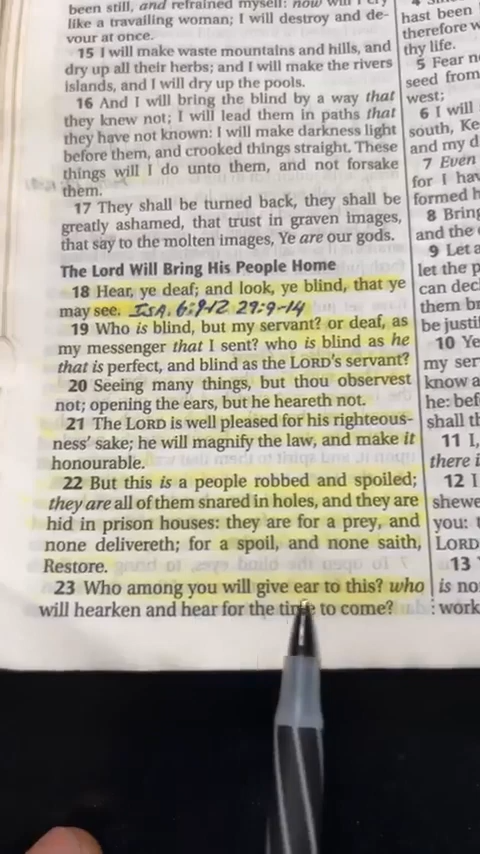 been still, and refrained myself: now will I cry
like a travailing woman; I will destroy and de-
vour at once.
15 I will make waste mountains and hills, and
dry up all their herbs; and I will make the rivers
islands, and I will dry up the pools.
16 And I will bring the blind by a way that
they knew not; I will lead them in paths that
they have not known: I will make darkness light
before them, and crooked things straight. These
things will I do unto them, and not forsake
them.
17 They shall be turned back, they shall be
greatly ashamed, that trust in graven images,
that say to the molten images, Ye are our gods.
The Lord Will Bring His People Home
18 Hear, ye deaf; and look, ye blind, that ye
may see. ISA. 6:9-12 29:9-14
19 Who is blind, but my servant? or deaf, as
my messenger that I sent? who is blind as he
that is perfect, and blind as the LORD's servant?
20 Seeing many things, but thou observest
not; opening the ears, but he heareth not.
21 The LORD is well pleased for his righteous-
ness' sake; he will magnify the law, and make it
honourable.
22 But this is a people robbed and spoiled;
they are all of them snared in holes, and they are
hid in prison houses: they are for a prey, and
none delivereth; for a spoil, and none saith,
Restore.
23 Who among you will give ear to this? who
will hearken and hear for the time to come?
hast been
therefore w
thy life.
5 Fear n
seed from
west;
6 I will
south, Ke
and my d
7 Even
for I hav
formed h
8 Bring
and the
9 Let a
let the p
can decl
them br
be justi
10 Ye
my ser
know a
he: bef
shall th
11 I,
there i
12 I
shewe
you: t
LORD
13
is no
work